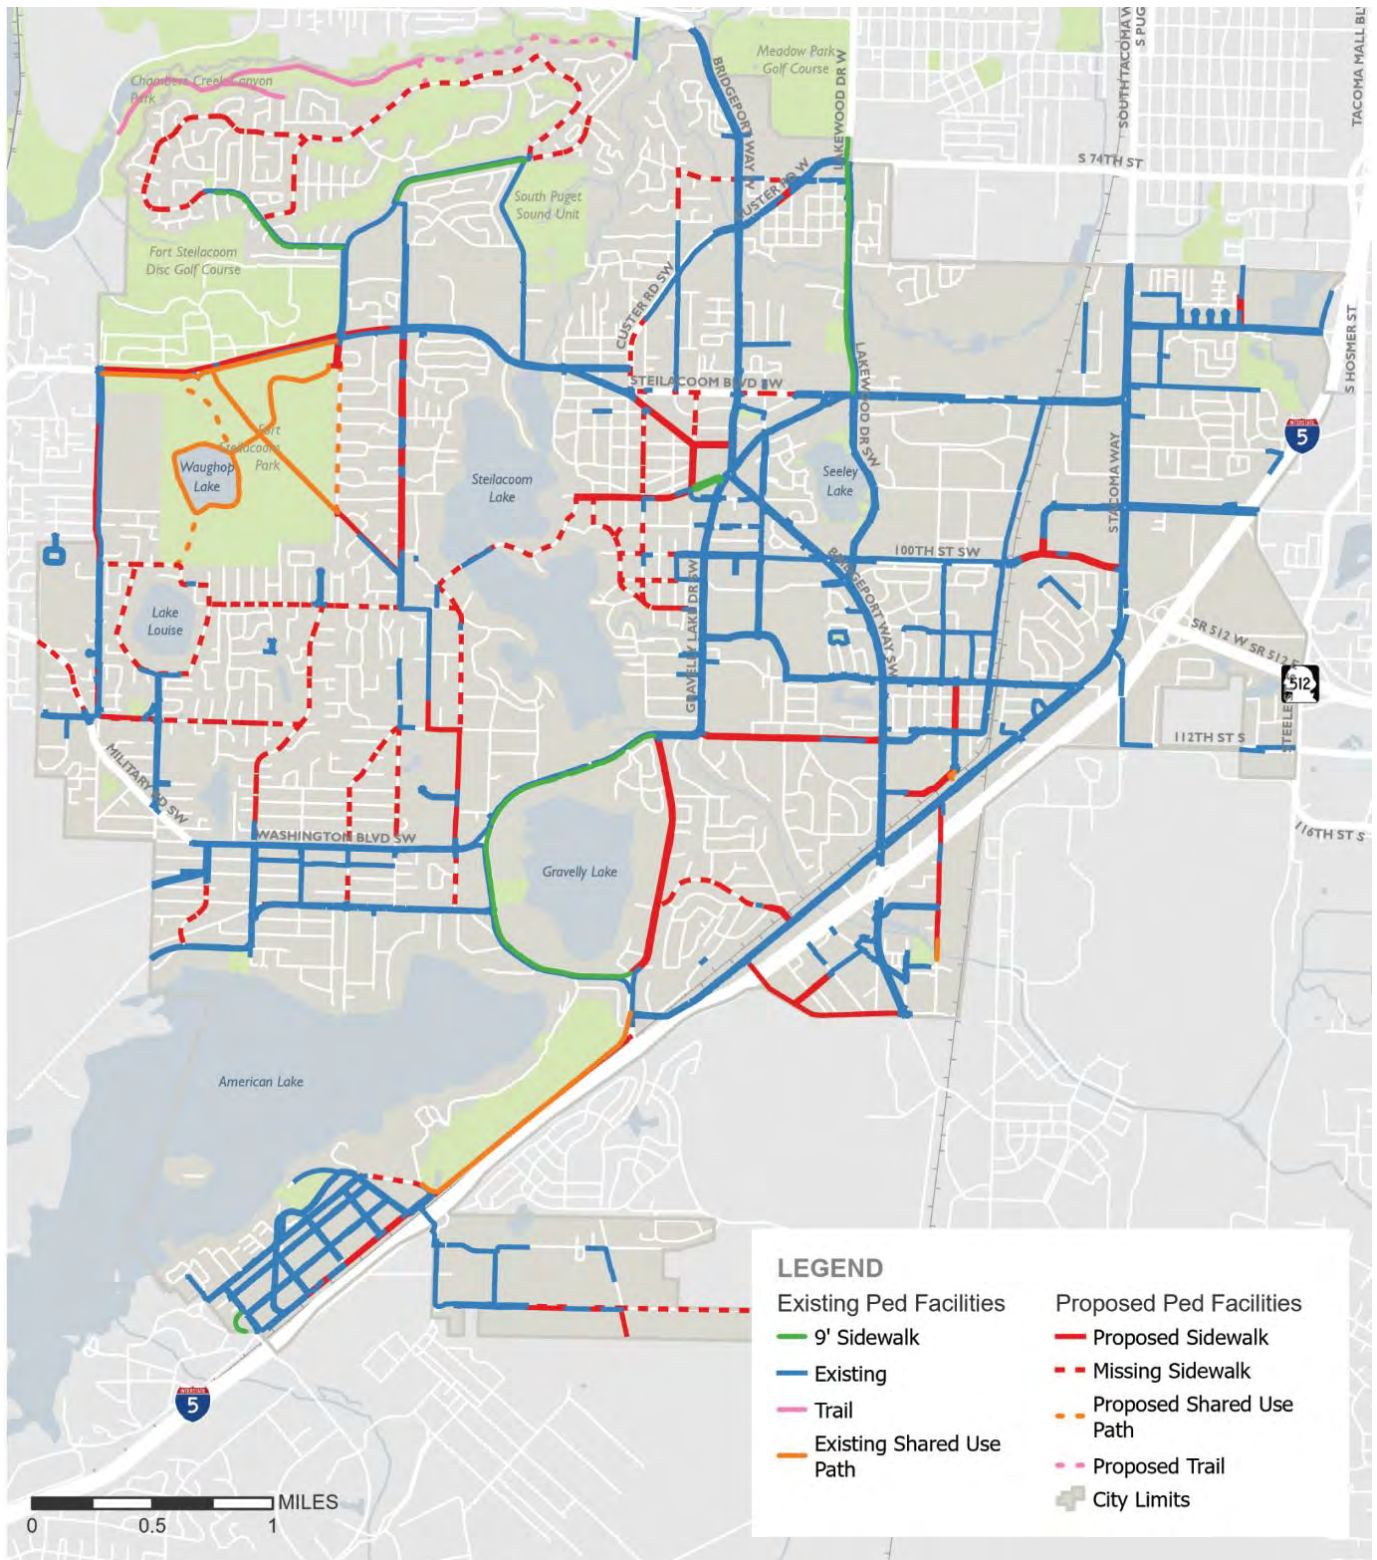 SOUTH TACOMA W
S PUG
TACOMA MALL BL
Meadow Park
Golf Course
LAKEWOOD DR W
BRIDGEPORT WAY W
Chambers Creek Canyon
Park
S 74TH ST
CUSTER RD W
South Puget
Sound Unit
Fort Steilacoom
Disc Golf Course
CUSTER RD SW
S HOSMER ST
STEILACOOM BLVD SW
LAKEWOOD DR SW
5
Fort
Steilacoom
Park
Waughop
Lake
Steilacoom
Lake
Seeley
Lake
STACOMA WAY
100TH ST SW
BRIDGEPORT WAY SW
GRAVELLY LAKE DR SW
Lake
Louise
SR 512 W SR 512 E
512
STEELE
112TH ST S
MILITARY RD SW
WASHINGTON BLVD SW
116TH ST S
Gravelly Lake
American Lake
5
LEGEND
Existing Ped Facilities
9' Sidewalk
Existing
Trail
Existing Shared Use
Path
Proposed Ped Facilities
Proposed Sidewalk
Missing Sidewalk
Proposed Shared Use
Path
Proposed Trail
City Limits
MILES
0 0.5 1